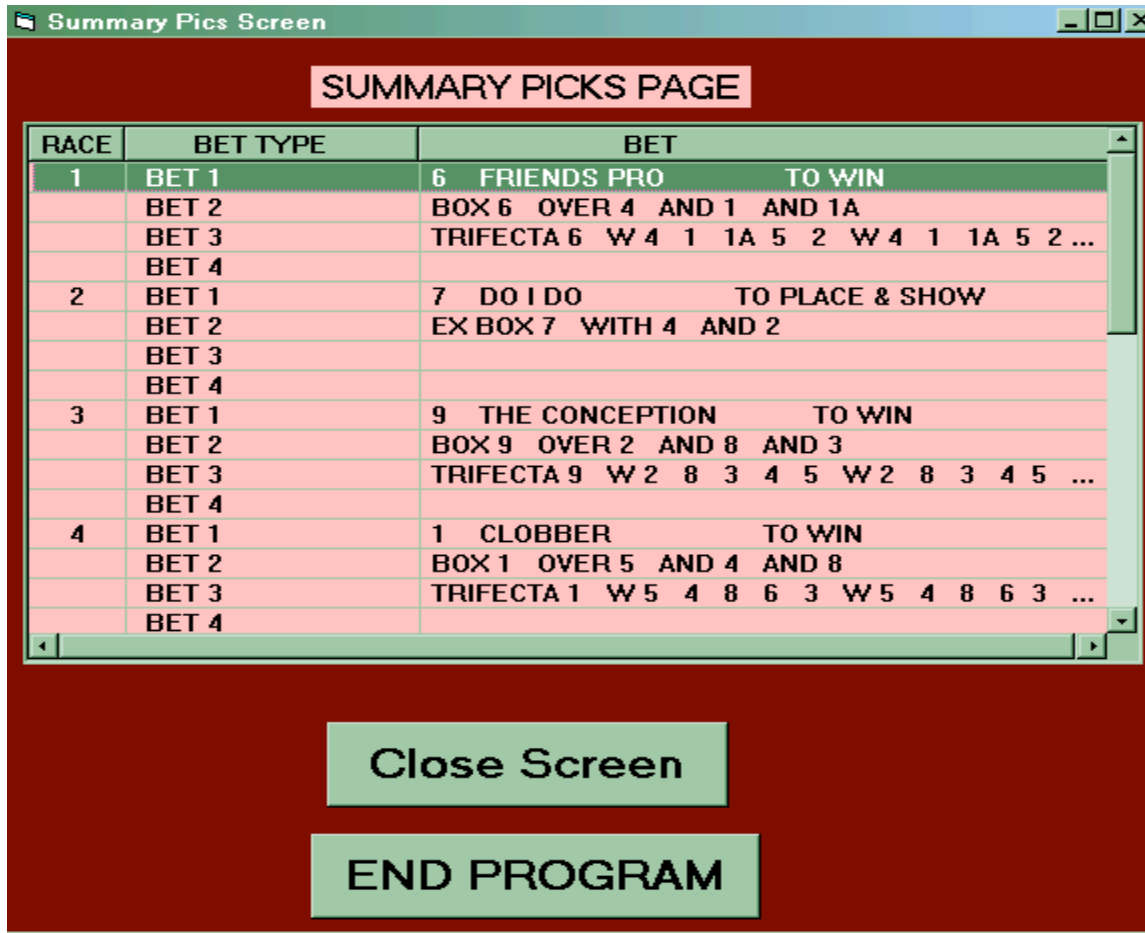 Summary Pics Screen
SUMMARY PICKS PAGE
RACE BET TYPE BET
1 BET 1 6 FRIENDS PRO TO WIN
BET 2 BOX 6 OVER 4 AND 1 AND 1A
BET 3 TRIFECTA 6 W 4 1 1A 5 2 W 4 1 1A 5 2 ...
BET 4
2 BET 1 7 DO I DO TO PLACE & SHOW
BET 2 EX BOX 7 WITH 4 AND 2
BET 3
BET 4
3 BET 1 9 THE CONCEPTION TO WIN
BET 2 BOX 9 OVER 2 AND 8 AND 3
BET 3 TRIFECTA 9 W 2 8 3 4 5 W 2 8 3 4 5 ...
BET 4
4 BET 1 1 CLOBBER TO WIN
BET 2 BOX 1 OVER 5 AND 4 AND 8
BET 3 TRIFECTA 1 W 5 4 8 6 3 W 5 4 8 6 3 ...
BET 4
Close Screen
END PROGRAM